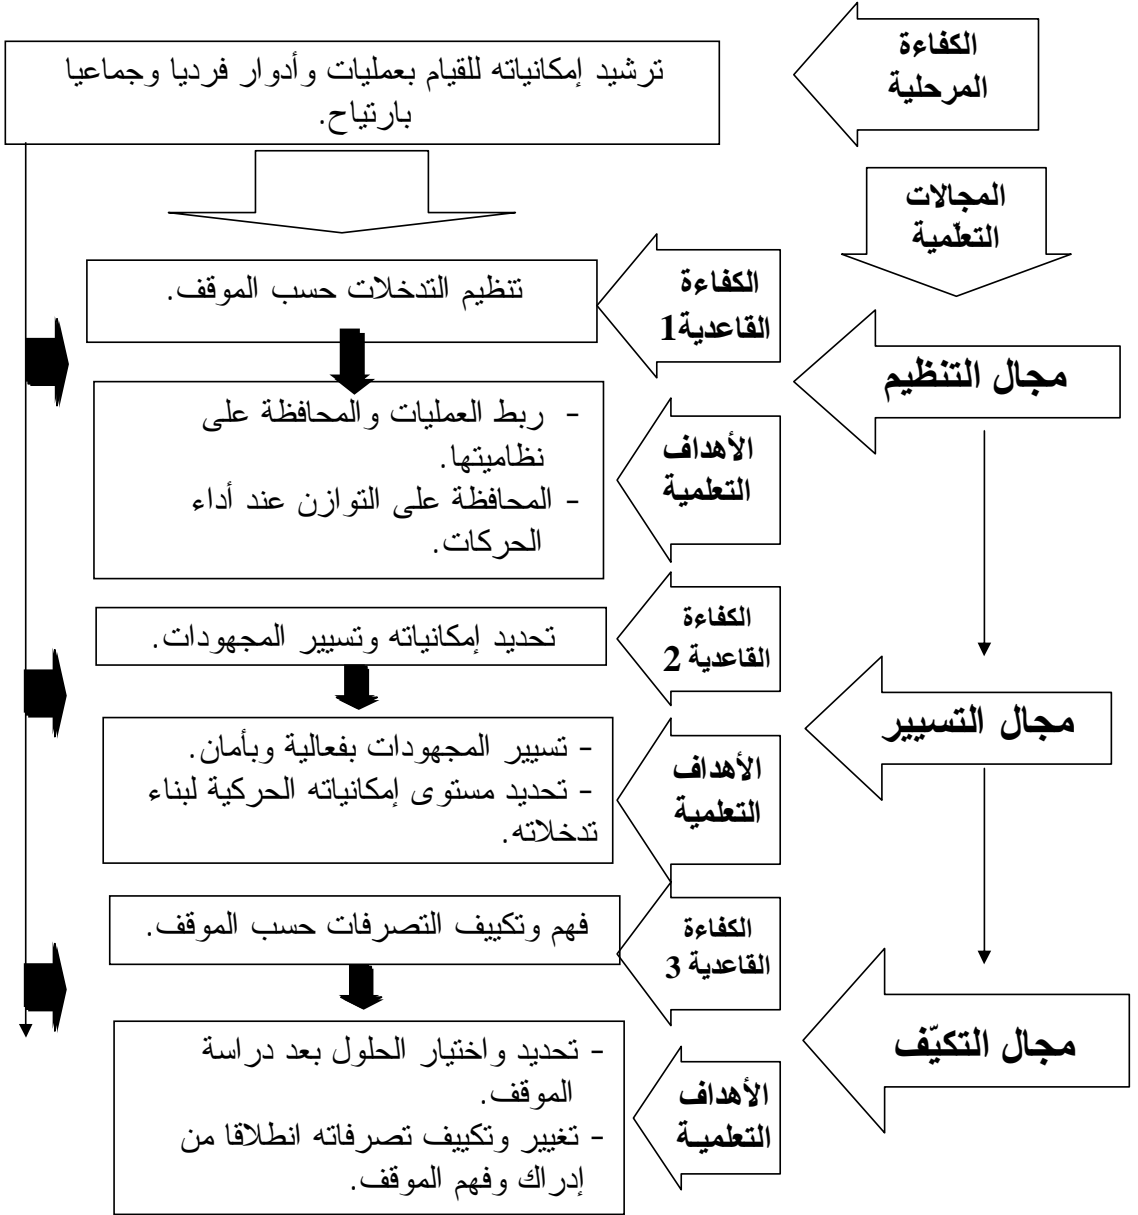 الكفاءة
المرحلية
ترشيد إمكانياته للقيام بعمليات وأدوار فرديا وجماعيا
بارتياح.
المجالات
التعلّمية
الكفاءة
القاعدية1
تنظيم التدخلات حسب الموقف.
مجال التنظيم
الأهداف
التعلمية
- ربط العمليات والمحافظة على
نظاميتها.
- المحافظة على التوازن عند أداء
الحركات.
الكفاءة
القاعدية 2
تحديد إمكانياته وتسيير المجهودات.
مجال التسيير
الأهداف
التعلمية
- تسيير المجهودات بفعالية وبأمان.
- تحديد مستوى إمكانياته الحركية لبناء
تدخلاته.
الكفاءة
القاعدية 3
فهم وتكييف التصرفات حسب الموقف.
مجال التكيّف
الأهداف
التعلمية
- تحديد واختيار الحلول بعد دراسة
الموقف.
- تغيير وتكييف تصرفاته انطلاقا من
إدراك وفهم الموقف.